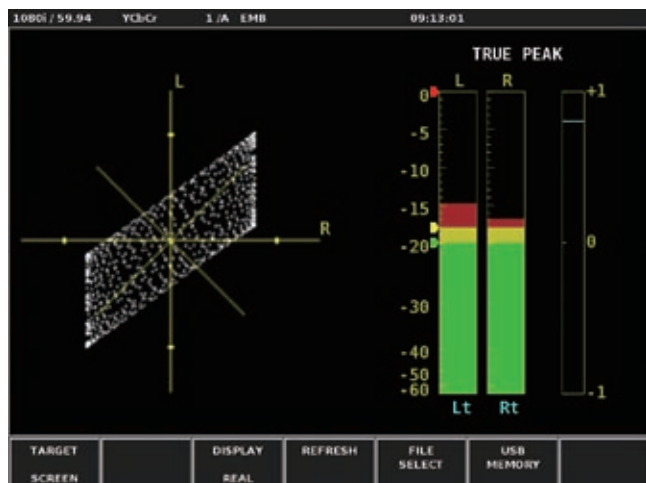 1080i / 59.94 YCbCr 1 /A EMB 09:13:01
TRUE PEAK
L
L R
R
0
-5
-10
-15
-20
-30
-40
-50
-60
+1
0
-1
Lt Rt
TARGET
SCREEN
DISPLAY
REAL
REFRESH
FILE
SELECT
USB
MEMORY